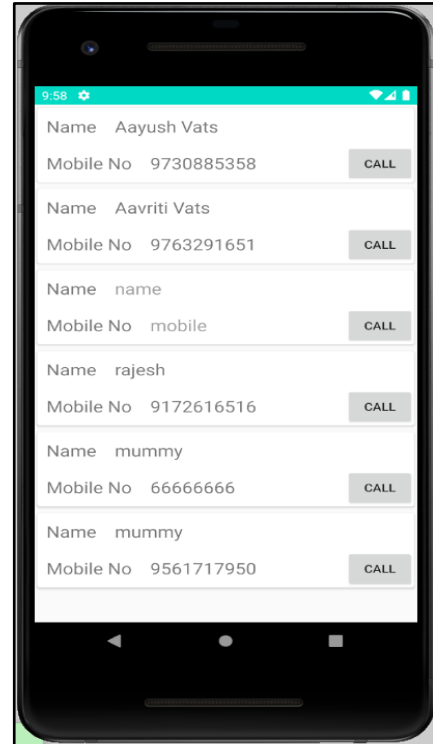 9:58
Name Aayush Vats
Mobile No 9730885358 CALL
Name Aavriti Vats
Mobile No 9763291651 CALL
Name name
Mobile No mobile CALL
Name rajesh
Mobile No 9172616516 CALL
Name mummy
Mobile No 66666666 CALL
Name mummy
Mobile No 9561717950 CALL